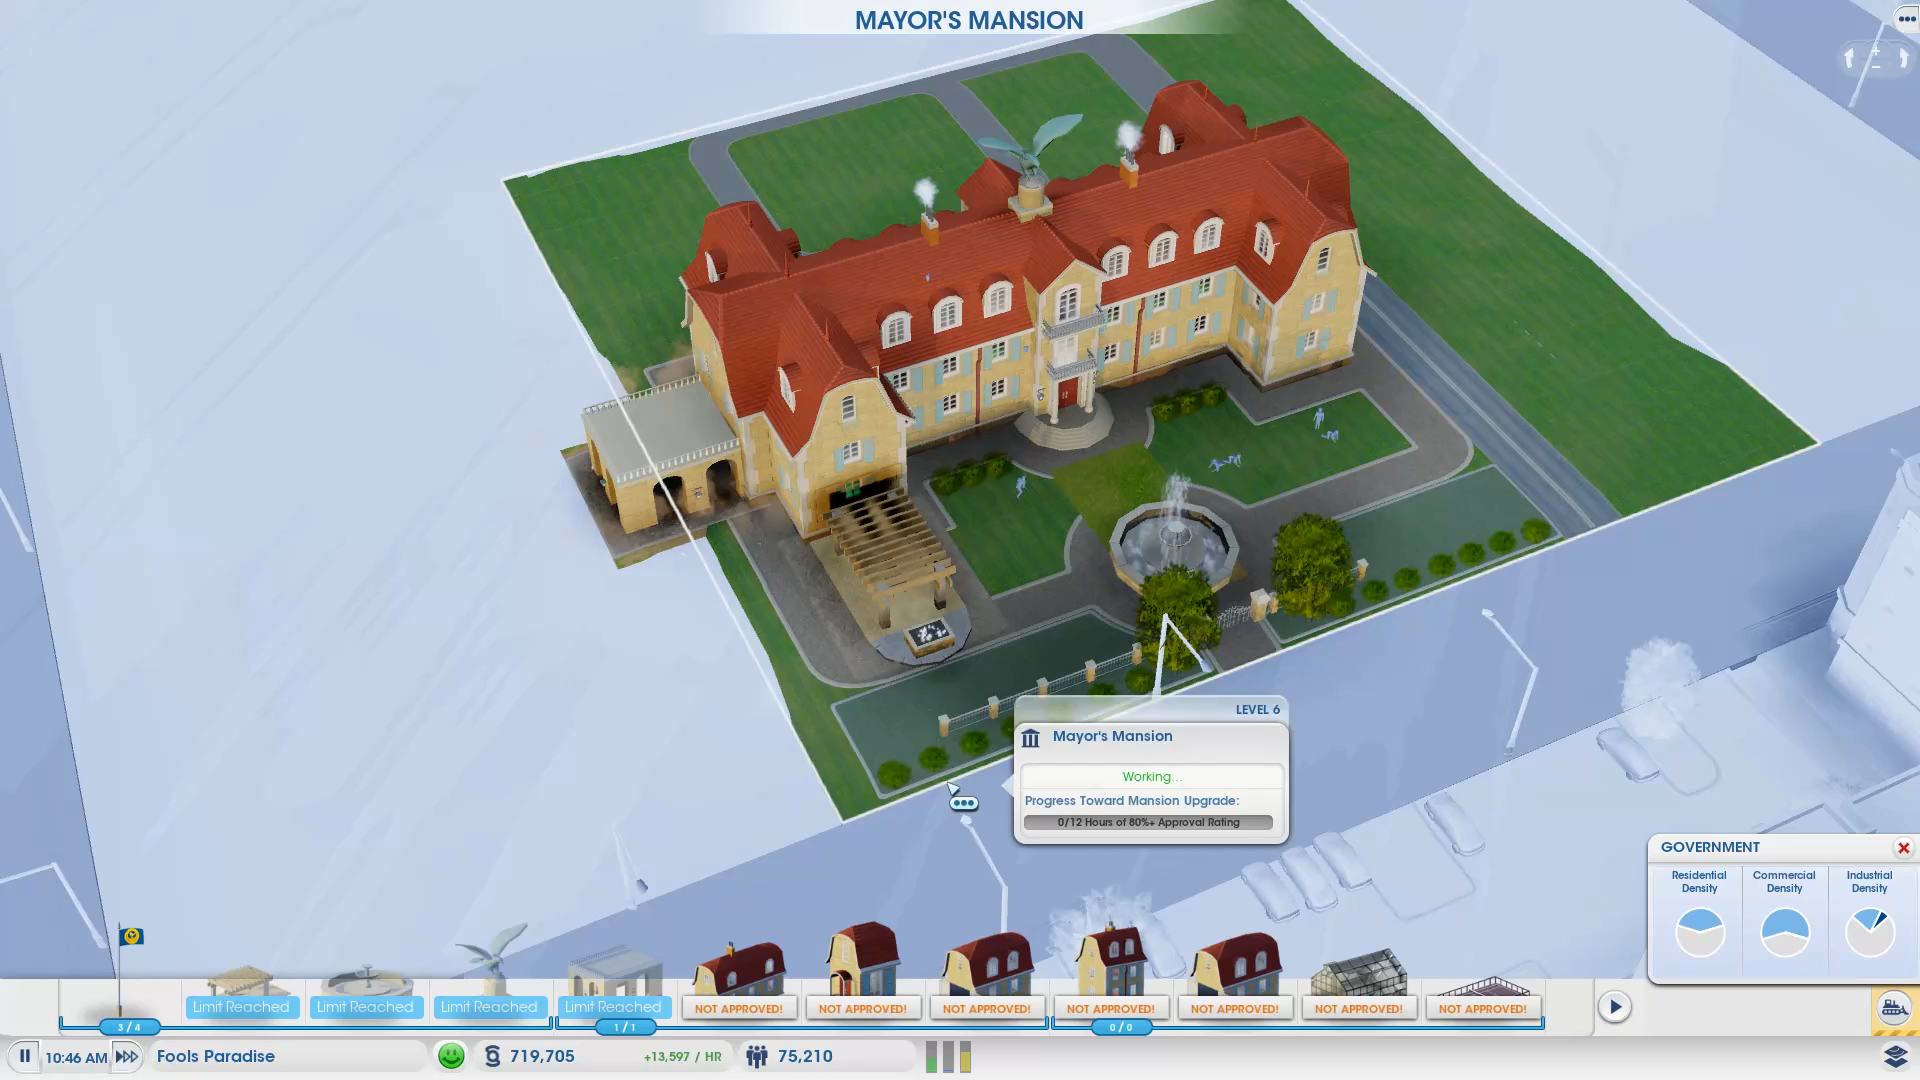 MAYOR'S MANSION
LEVEL 6
Mayor's Mansion
Working...
Progress Toward Mansion Upgrade:
0/12 Hours of 80%+ Approval Rating
GOVERNMENT
Residential Density
Commercial Density
Industrial Density
Limit Reached
Limit Reached
Limit Reached
Limit Reached
NOT APPROVED!
NOT APPROVED!
NOT APPROVED!
NOT APPROVED!
NOT APPROVED!
NOT APPROVED!
NOT APPROVED!
3 / 4
1 / 1
0 / 0
10:46 AM
Fools Paradise
719,705
+13,597 / HR
75,210